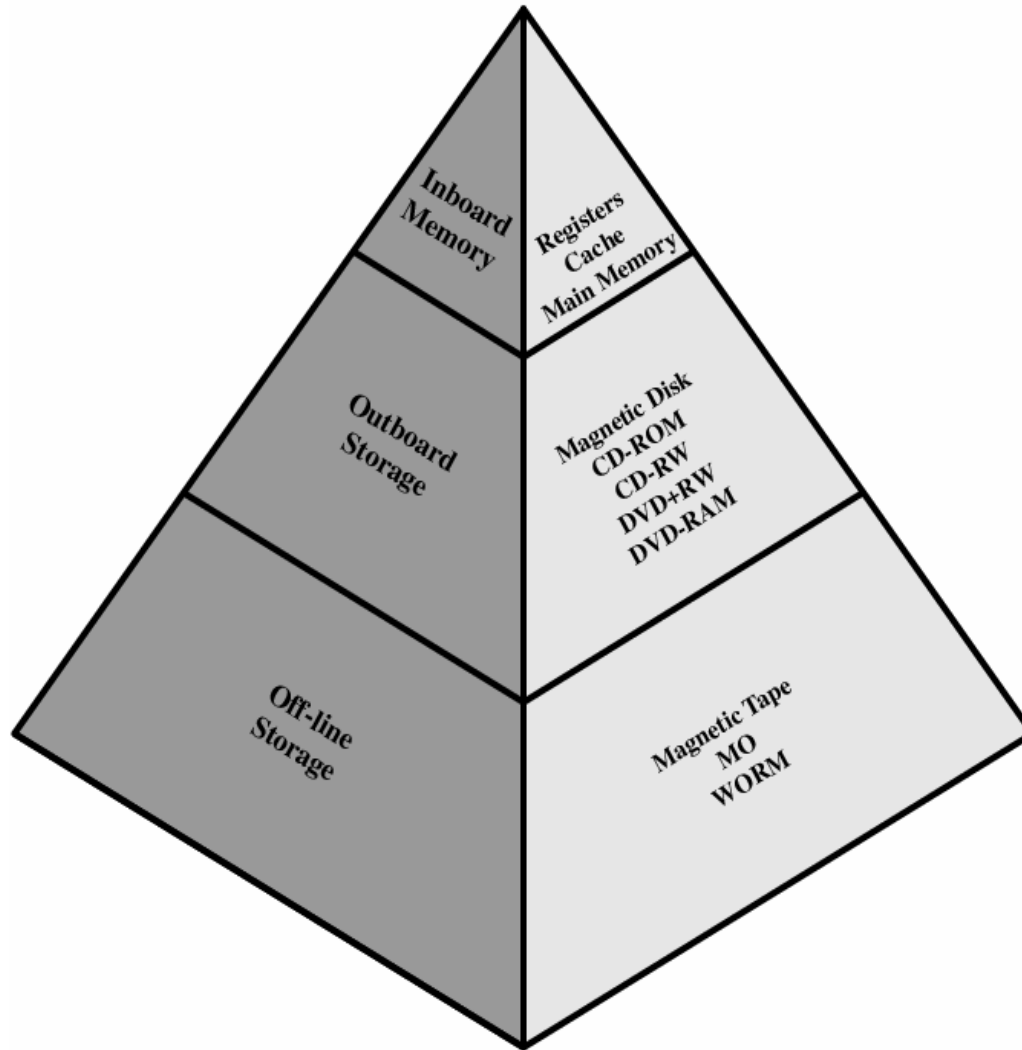 Inboard
Memory
Registers
Cache
Main Memory
Outboard
Storage
Magnetic Disk
CD-ROM
CD-RW
DVD+RW
DVD-RAM
Off-line
Storage
Magnetic Tape
MO
WORM